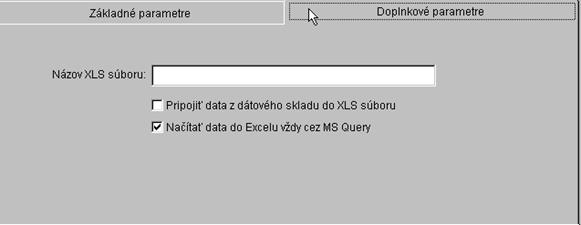 Základné parametre
Doplnkové parametre
Názov XLS súboru:
Pripojiť data z dátového skladu do XLS súboru
Načítať data do Excelu vždy cez MS Query